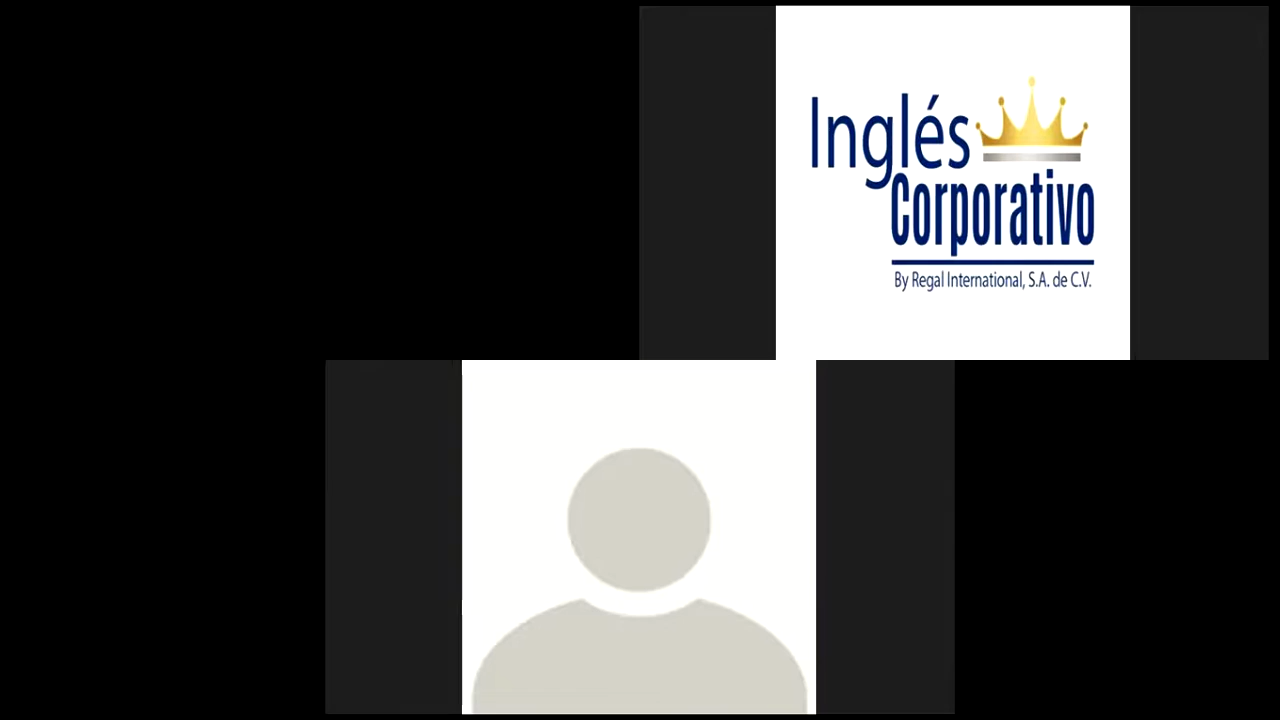 Inglés
Corporativo
By Regal International, S.A. de C.V.